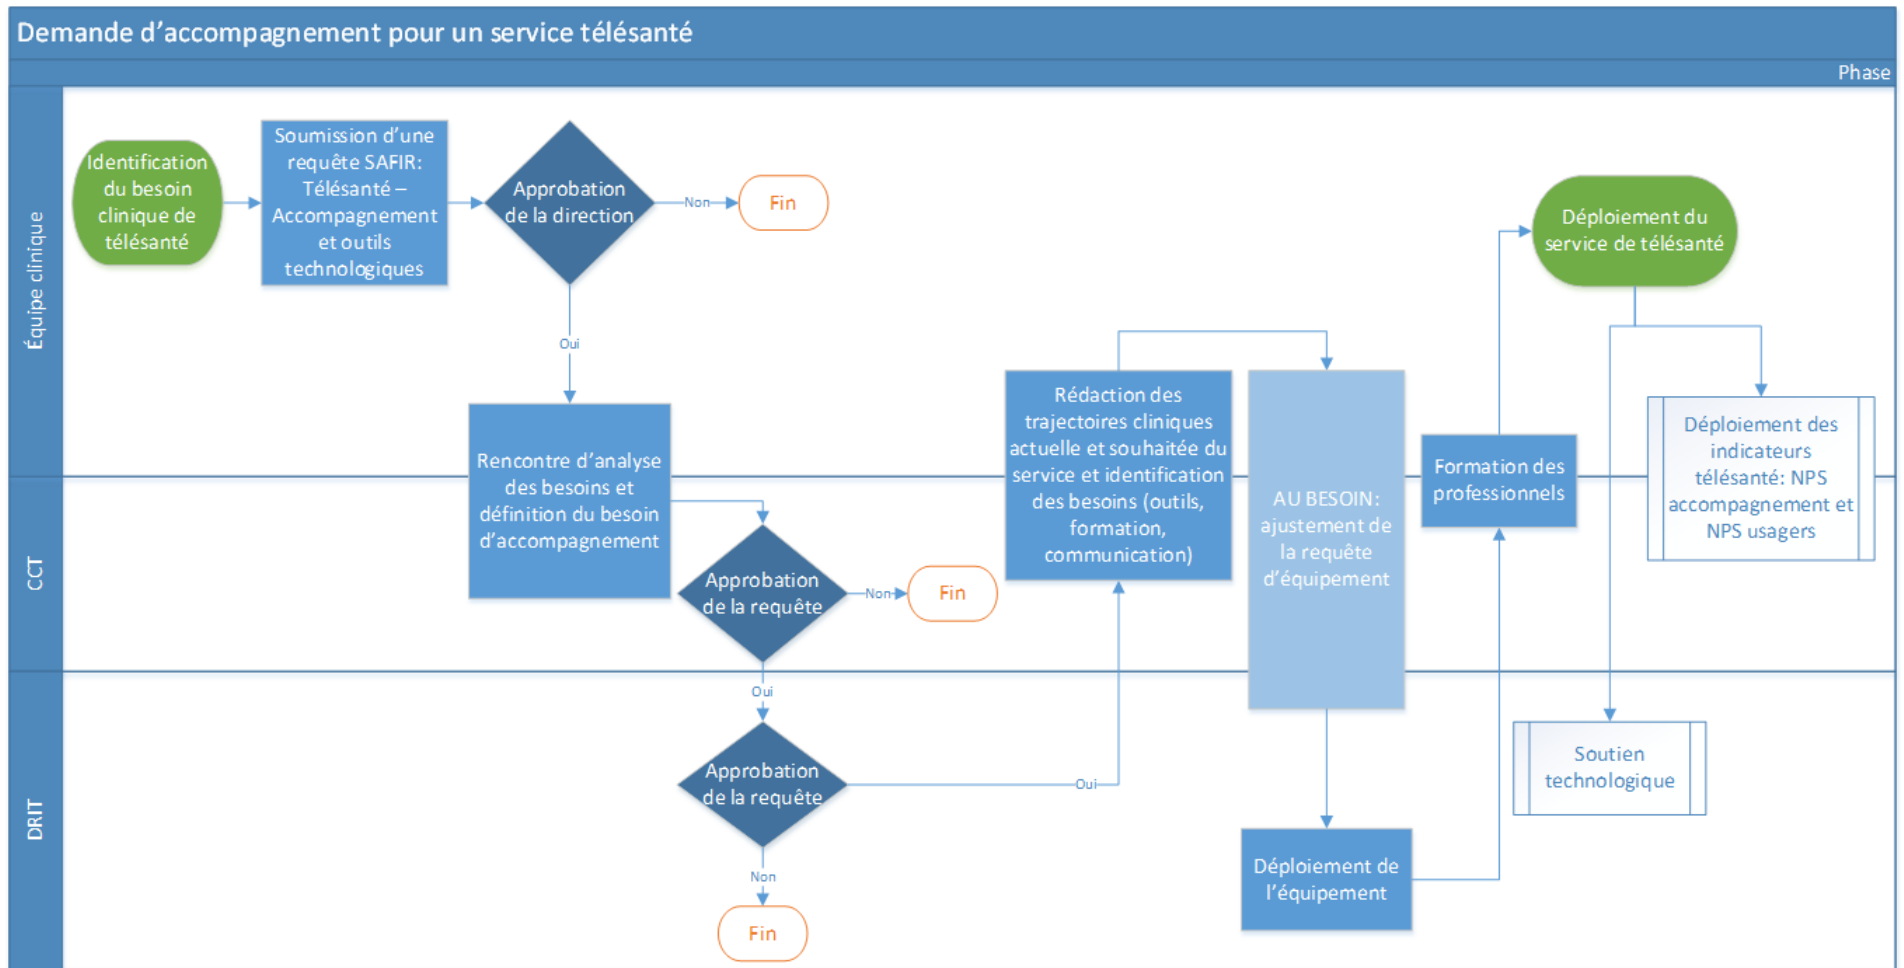 Demande d’accompagnement pour un service télésanté
Phase
Équipe clinique
Identification
du besoin
clinique de
télésanté
Soumission d’une
requête SAFIR:
Télésanté –
Accompagnement
et outils
technologiques
Approbation
de la direction
Non
Fin
Oui
Rencontre d’analyse
des besoins et
définition du besoin
d’accompagnement
CCT
Approbation
de la requête
Non
Fin
Oui
DRIT
Approbation
de la requête
Oui
Non
Fin
Rédaction des
trajectoires cliniques
actuelle et souhaitée du
service et identification
des besoins (outils,
formation,
communication)
AU BESOIN:
ajustement de
la requête
d’équipement
Déploiement de
l’équipement
Formation des
professionnels
Déploiement du
service de télésanté
Déploiement des
indicateurs
télésanté: NPS
accompagnement et
NPS usagers
Soutien
technologique